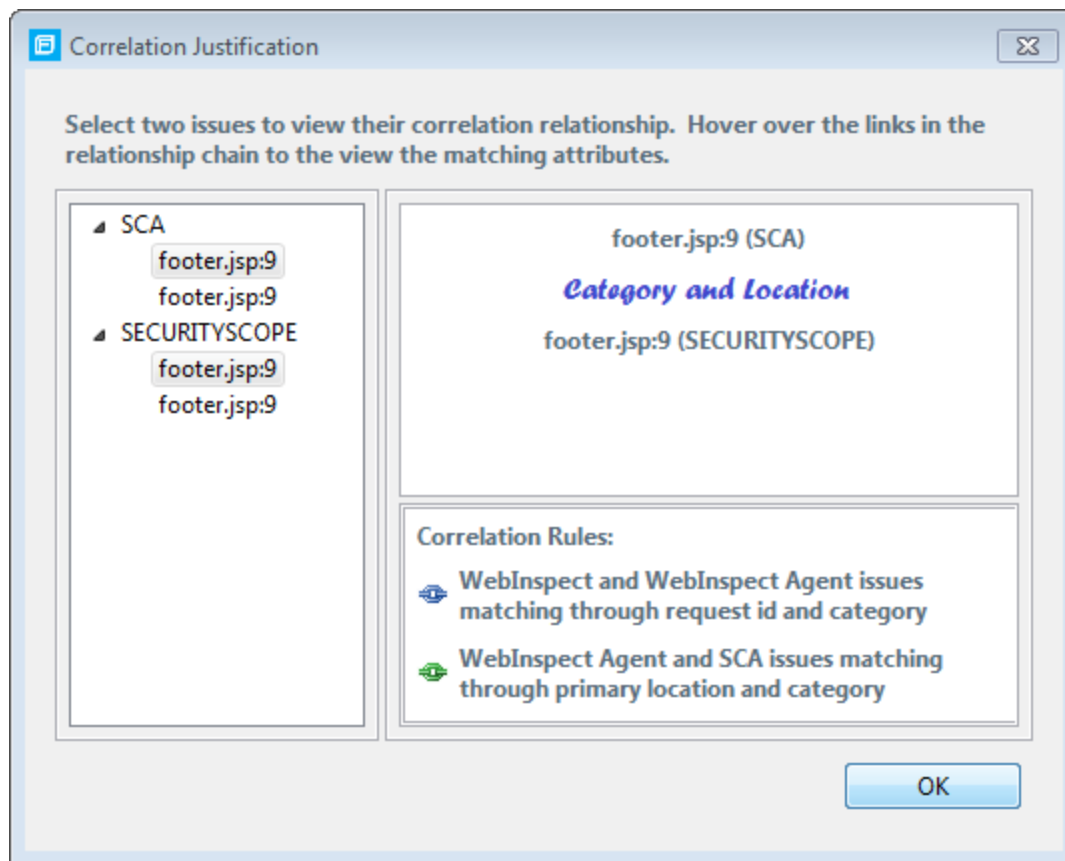 Correlation Justification
Select two issues to view their correlation relationship.  Hover over the links in the
relationship chain to the view the matching attributes.
SCA
footer.jsp:9
footer.jsp:9
SECURITYSCOPE
footer.jsp:9
footer.jsp:9
footer.jsp:9 (SCA)
Category and Location
footer.jsp:9 (SECURITYSCOPE)
Correlation Rules:
WebInspect and WebInspect Agent issues
matching through request id and category
WebInspect Agent and SCA issues matching
through primary location and category
OK